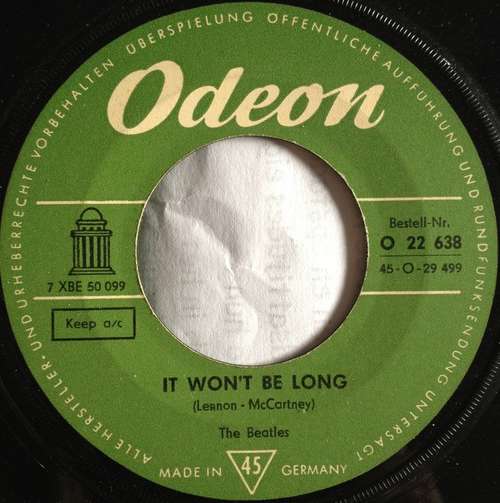 ALLE HERSTELLER- UND URHEBERRECHTE VORBEHALTEN ÜBERSPIELUNG ÖFFENTLICHE AUFFÜHRUNG UND RUNDFUNKSENDUNG UNTERSAGT
Odeon
Bestell-Nr.
O 22 638
45-O-29 499
7 XBE 50 099
Keep a/c
IT WON'T BE LONG
(Lennon - McCartney)
The Beatles
MADE IN 45 GERMANY